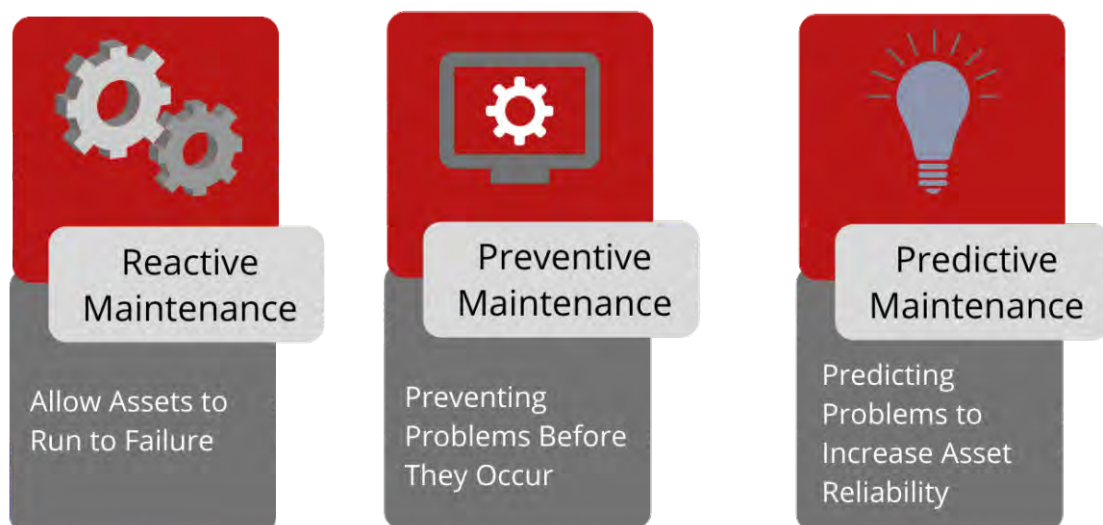 Reactive
Maintenance
Allow Assets to
Run to Failure
Preventive
Maintenance
Preventing
Problems Before
They Occur
Predictive
Maintenance
Predicting
Problems to
Increase Asset
Reliability